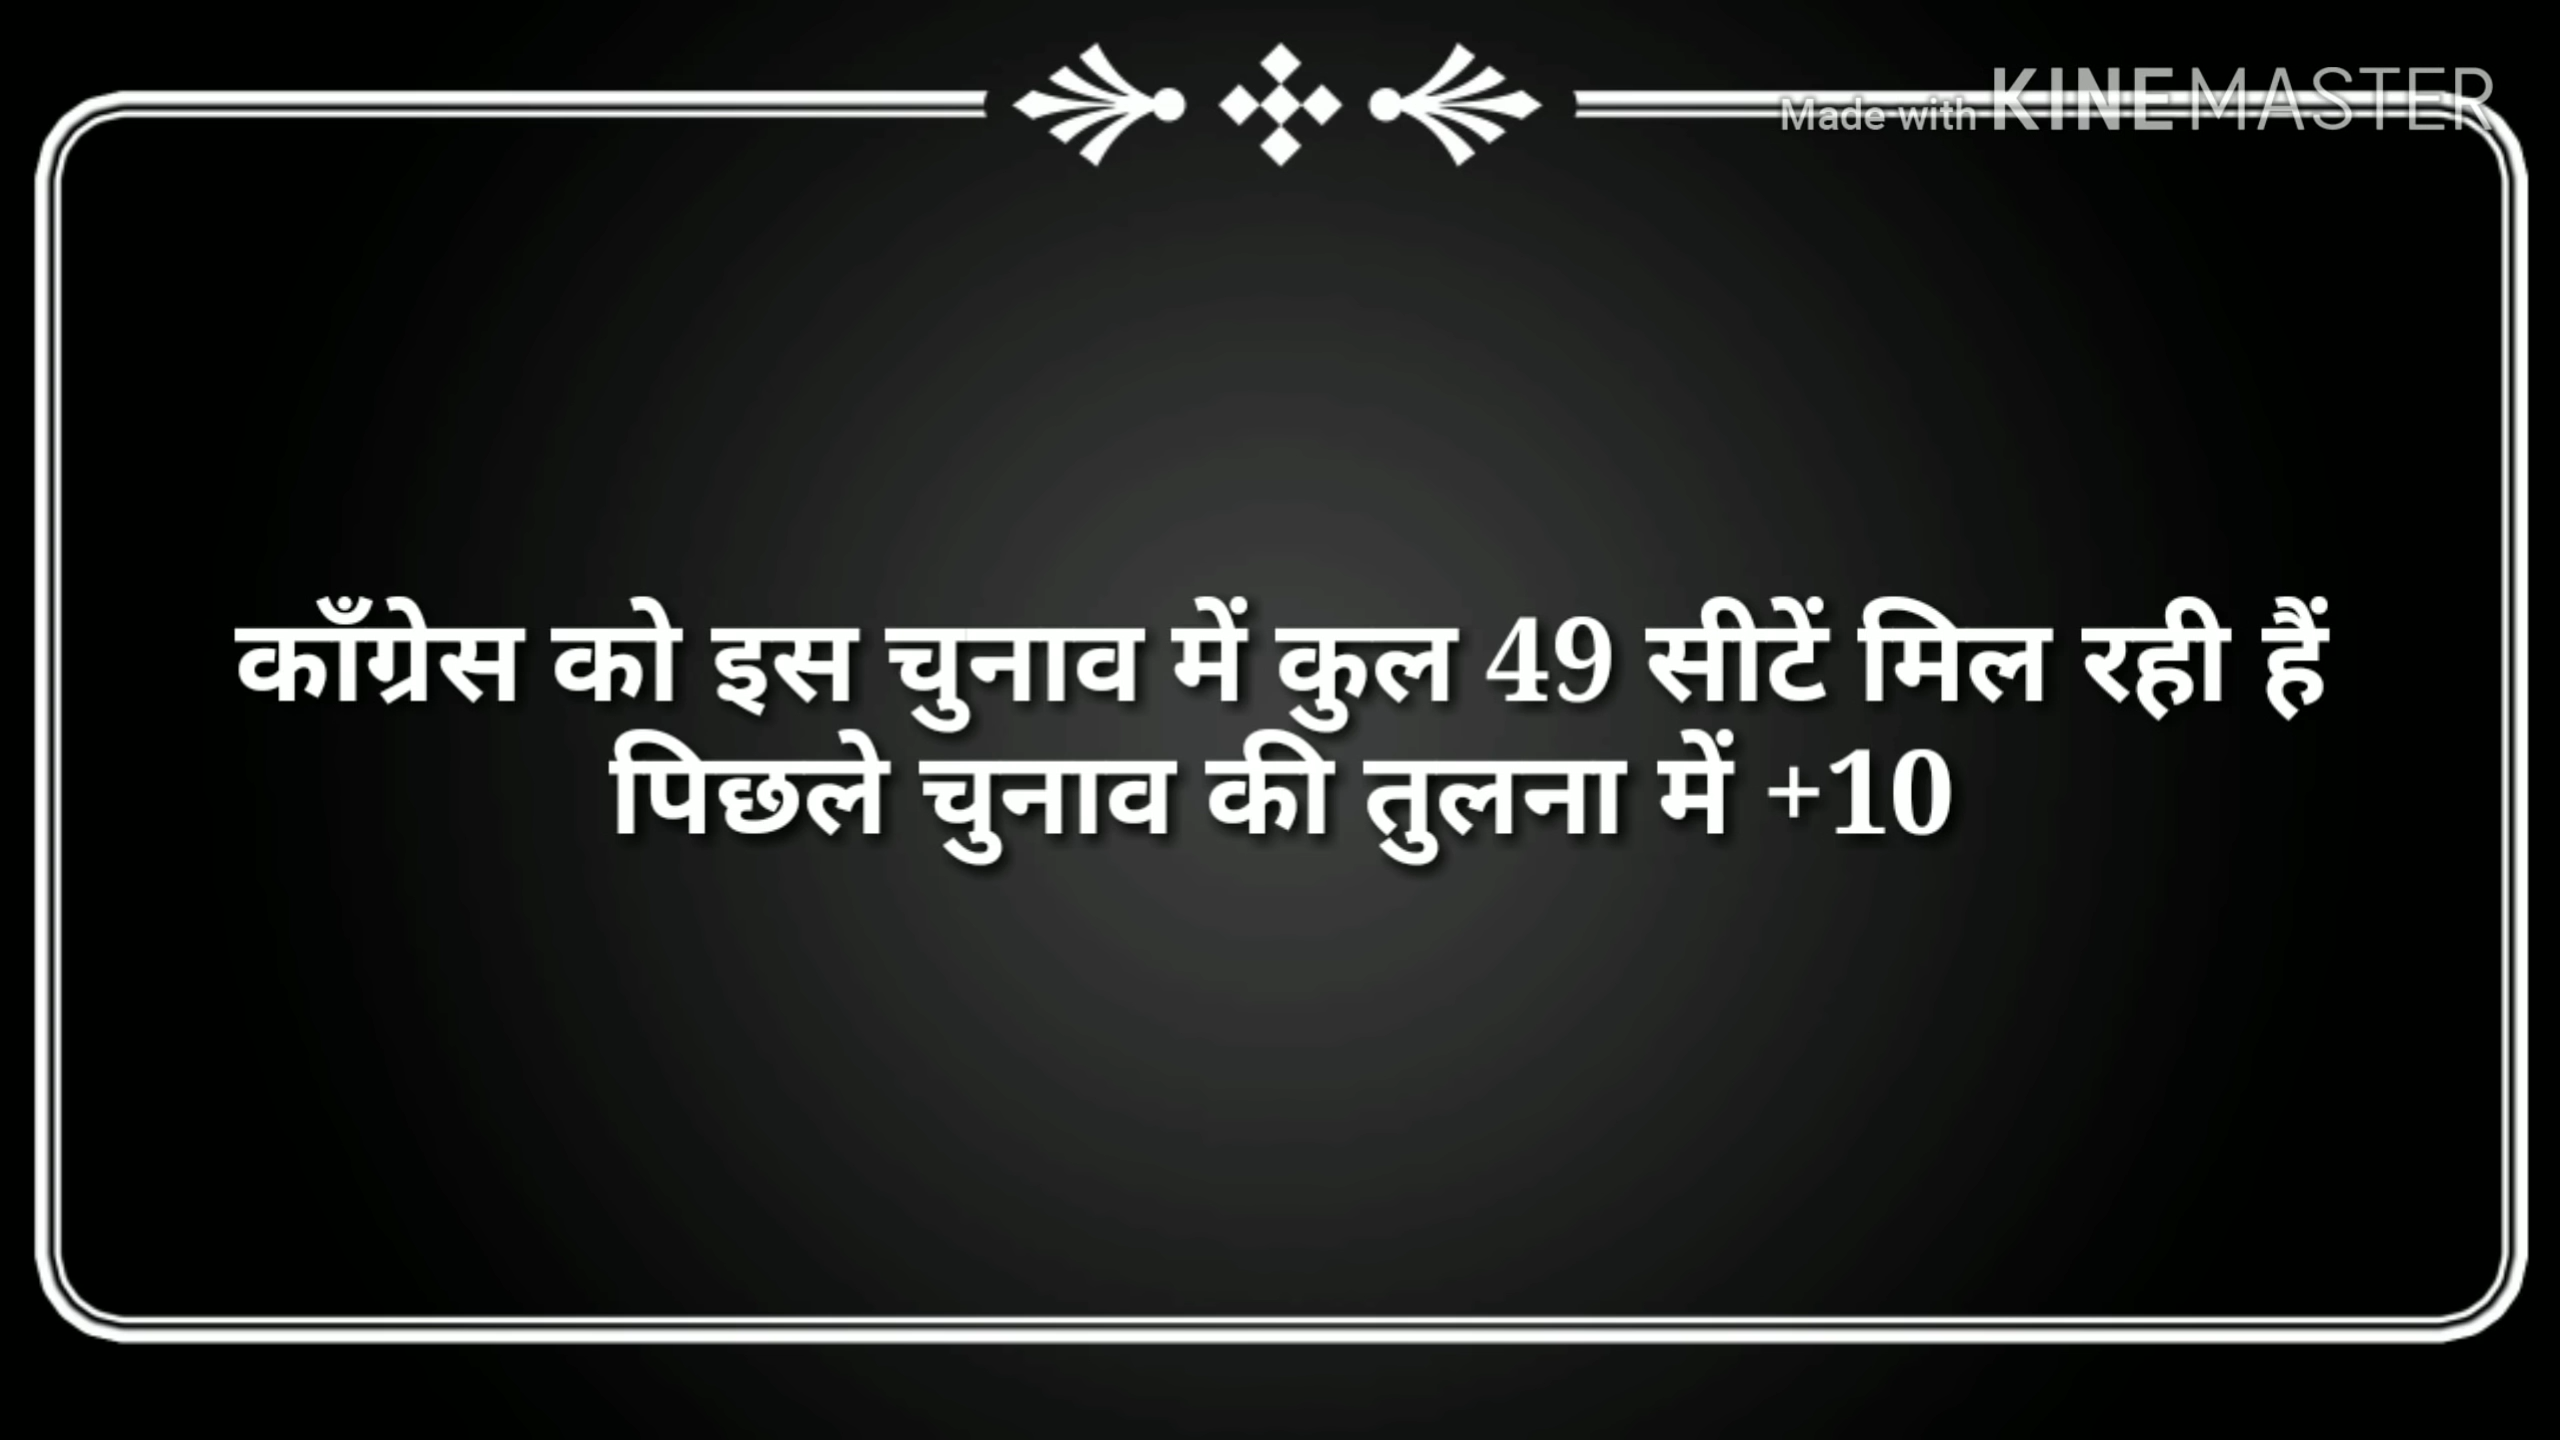 Made with KINEMASTER
काँग्रेस को इस चुनाव में कुल 49 सीटें मिल रही हैं
पिछले चुनाव की तुलना में +10